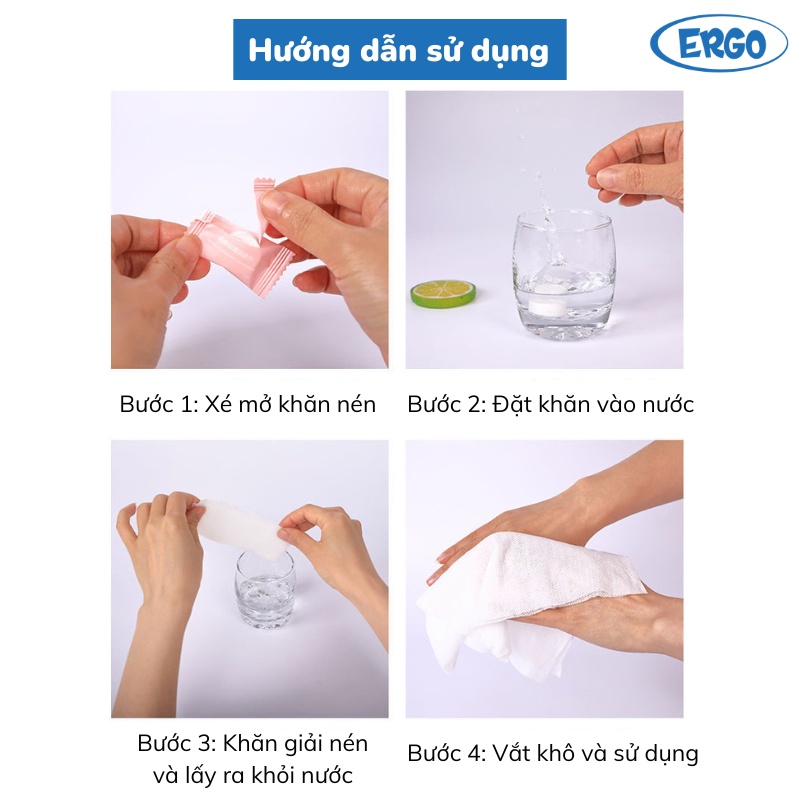 Hướng dẫn sử dụng
ERGO
Bước 1: Xé mở khăn nén
Bước 2: Đặt khăn vào nước
Bước 3: Khăn giải nén
và lấy ra khỏi nước
Bước 4: Vắt khô và sử dụng